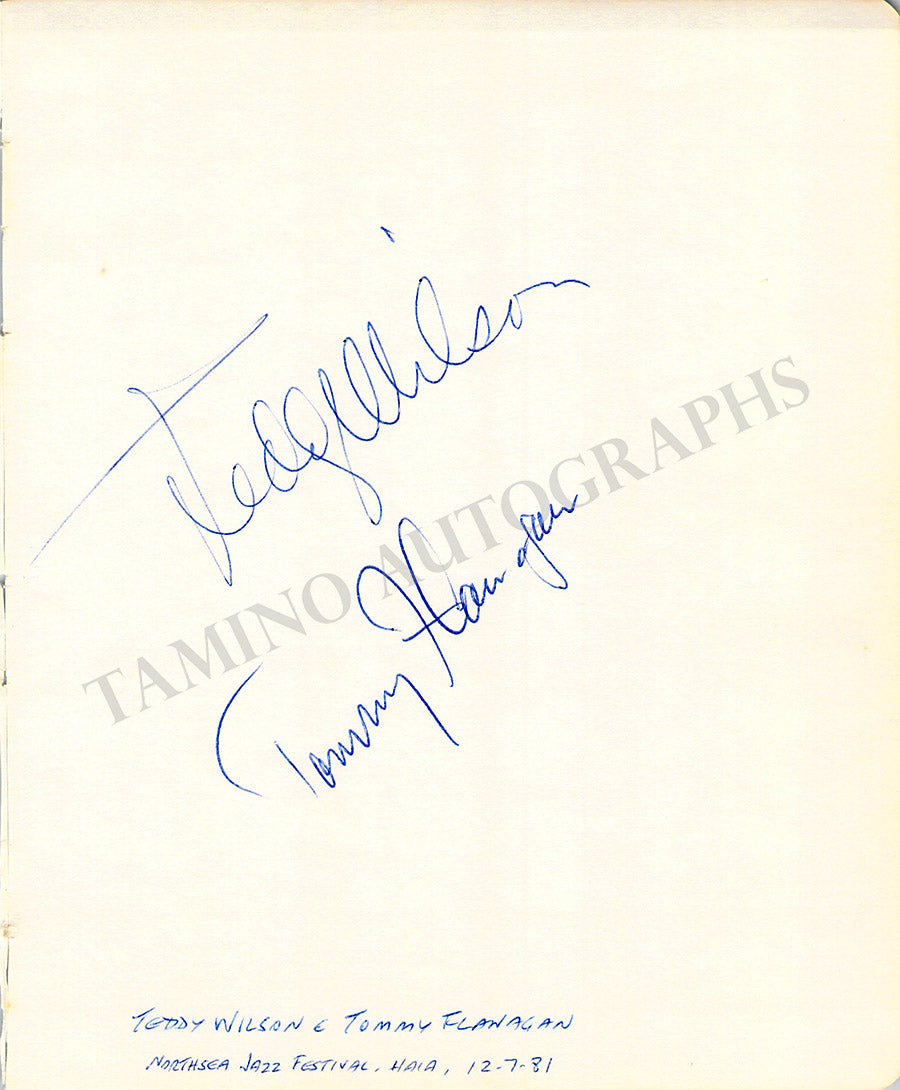 Teddy Wilson
TAMINO AUTOGRAPHS
Tommy Flanagan
TEDDY WILSON E TOMMY FLANAGAN
NORTHSEA JAZZ FESTIVAL, HAIA, 12-7-81